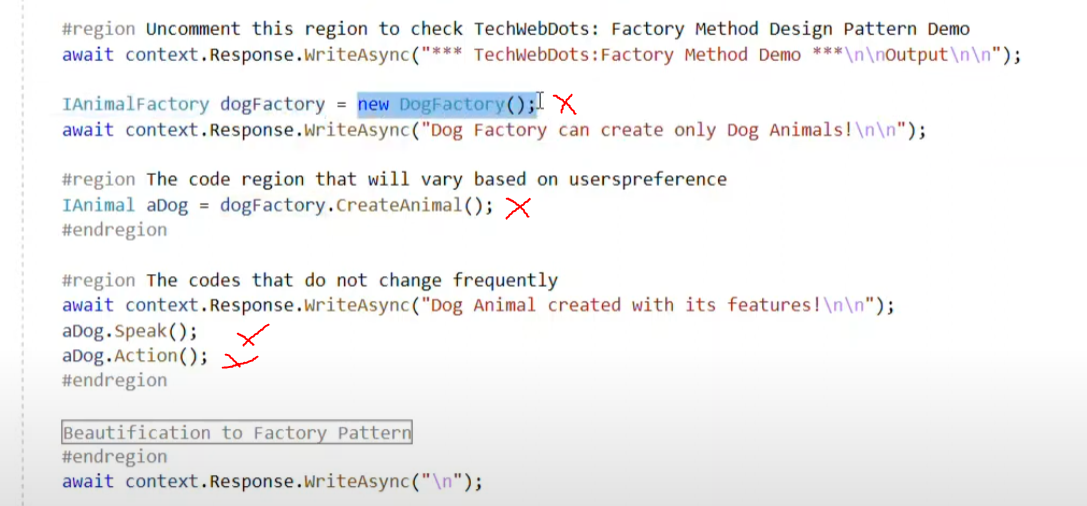 #region Uncomment this region to check TechWebDots: Factory Method Design Pattern Demo
await context.Response.WriteAsync("*** TechWebDots:Factory Method Demo ***\n\nOutput\n\n");
IAnimalFactory dogFactory = new DogFactory();
await context.Response.WriteAsync("Dog Factory can create only Dog Animals!\n\n");
#region The code region that will vary based on userspreference
IAnimal aDog = dogFactory.CreateAnimal();
#endregion
#region The codes that do not change frequently
await context.Response.WriteAsync("Dog Animal created with its features!\n\n");
aDog.Speak();
aDog.Action();
#endregion
Beautification to Factory Pattern
#endregion
await context.Response.WriteAsync("\n");